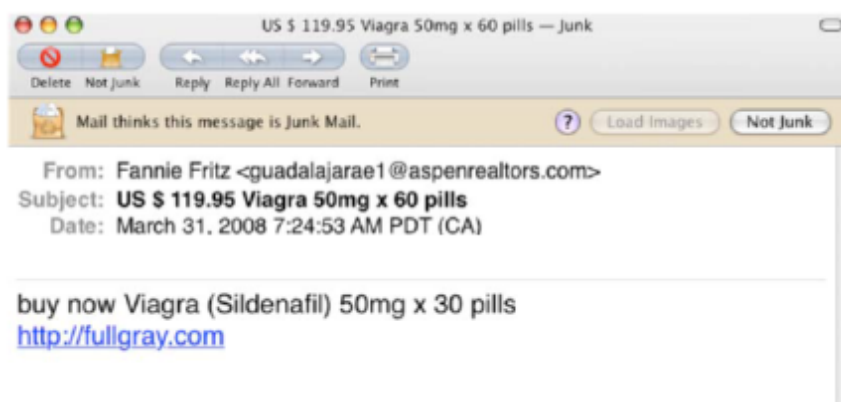 US $ 119.95 Viagra 50mg x 60 pills — Junk
Delete Not Junk Reply Reply All Forward Print
Mail thinks this message is Junk Mail. ? Load Images Not Junk
From: Fannie Fritz <guadalajarae1@aspenrealtors.com>
Subject: US $ 119.95 Viagra 50mg x 60 pills
Date: March 31, 2008 7:24:53 AM PDT (CA)
buy now Viagra (Sildenafil) 50mg x 30 pills
http://fullgray.com